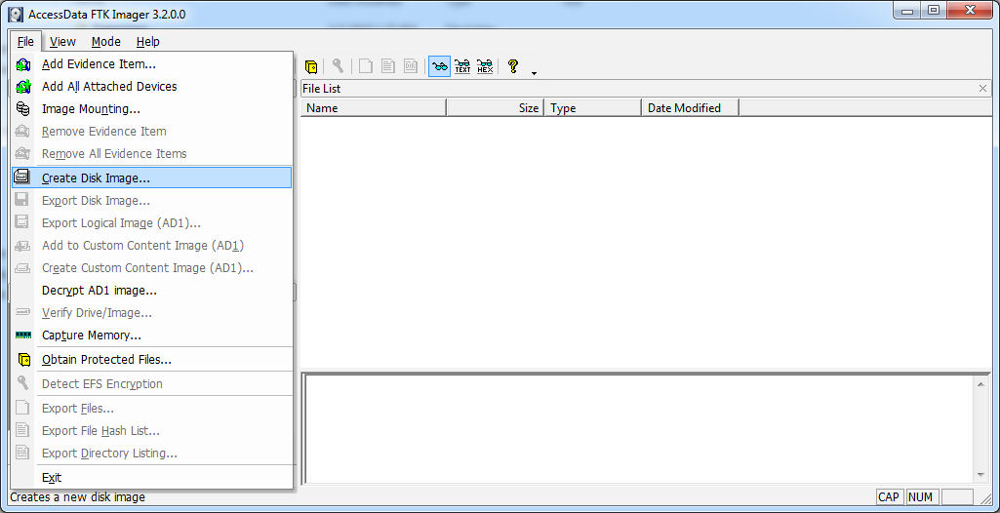 AccessData FTK Imager 3.2.0.0
File View Mode Help
Add Evidence Item...
Add All Attached Devices
Image Mounting...
Remove Evidence Item
Remove All Evidence Items
Create Disk Image...
Export Disk Image...
Export Logical Image (AD1)...
Add to Custom Content Image (AD1)
Create Custom Content Image (AD1)...
Decrypt AD1 image...
Verify Drive/Image...
Capture Memory...
Obtain Protected Files...
Detect EFS Encryption
Export Files...
Export File Hash List...
DIR Export Directory Listing...
Exit
DIR TEXT HEX ?
File List
Name Size Type Date Modified
Creates a new disk image
CAP NUM